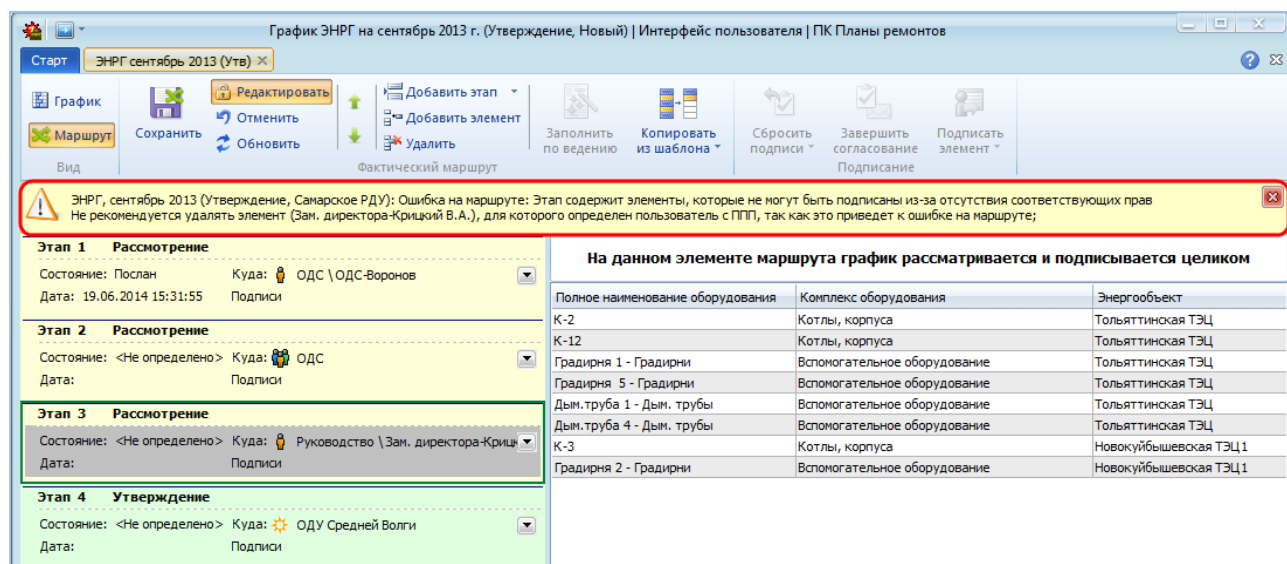 График ЭНРГ на сентябрь 2013 г. (Утверждение, Новый) | Интерфейс пользователя | ПК Планы ремонтов
Старт
ЭНРГ сентябрь 2013 (Утв)
График
Маршрут
Вид
Сохранить
Редактировать
Отменить
Обновить
Добавить этап
Добавить элемент
Удалить
Фактический маршрут
Заполнить по ведению
Копировать из шаблона
Сбросить подписи
Завершить согласование
Подписать элемент
Подписание
ЭНРГ, сентябрь 2013 (Утверждение, Самарское РДУ): Ошибка на маршруте: Этап содержит элементы, которые не могут быть подписаны из-за отсутствия соответствующих прав
Не рекомендуется удалять элемент (Зам. директора-Крицкий В.А.), для которого определен пользователь с ППП, так как это приведет к ошибке на маршруте;
Этап 1 Рассмотрение
Состояние: Послан Куда: ОДС \ ОДС-Воронов
Дата: 19.06.2014 15:31:55 Подписи
Этап 2 Рассмотрение
Состояние: <Не определено> Куда: ОДС
Дата: Подписи
Этап 3 Рассмотрение
Состояние: <Не определено> Куда: Руководство \ Зам. директора-Крицк
Дата: Подписи
Этап 4 Утверждение
Состояние: <Не определено> Куда: ОДУ Средней Волги
Дата: Подписи
На данном элементе маршрута график рассматривается и подписывается целиком
Полное наименование оборудования Комплекс оборудования Энергообъект
К-2 Котлы, корпуса Тольяттинская ТЭЦ
К-12 Котлы, корпуса Тольяттинская ТЭЦ
Градирня 1 - Градирни Вспомогательное оборудование Тольяттинская ТЭЦ
Градирня 5 - Градирни Вспомогательное оборудование Тольяттинская ТЭЦ
Дым.труба 1 - Дым. трубы Вспомогательное оборудование Тольяттинская ТЭЦ
Дым.труба 4 - Дым. трубы Вспомогательное оборудование Тольяттинская ТЭЦ
К-3 Котлы, корпуса Новокуйбышевская ТЭЦ1
Градирня 2 - Градирни Вспомогательное оборудование Новокуйбышевская ТЭЦ1